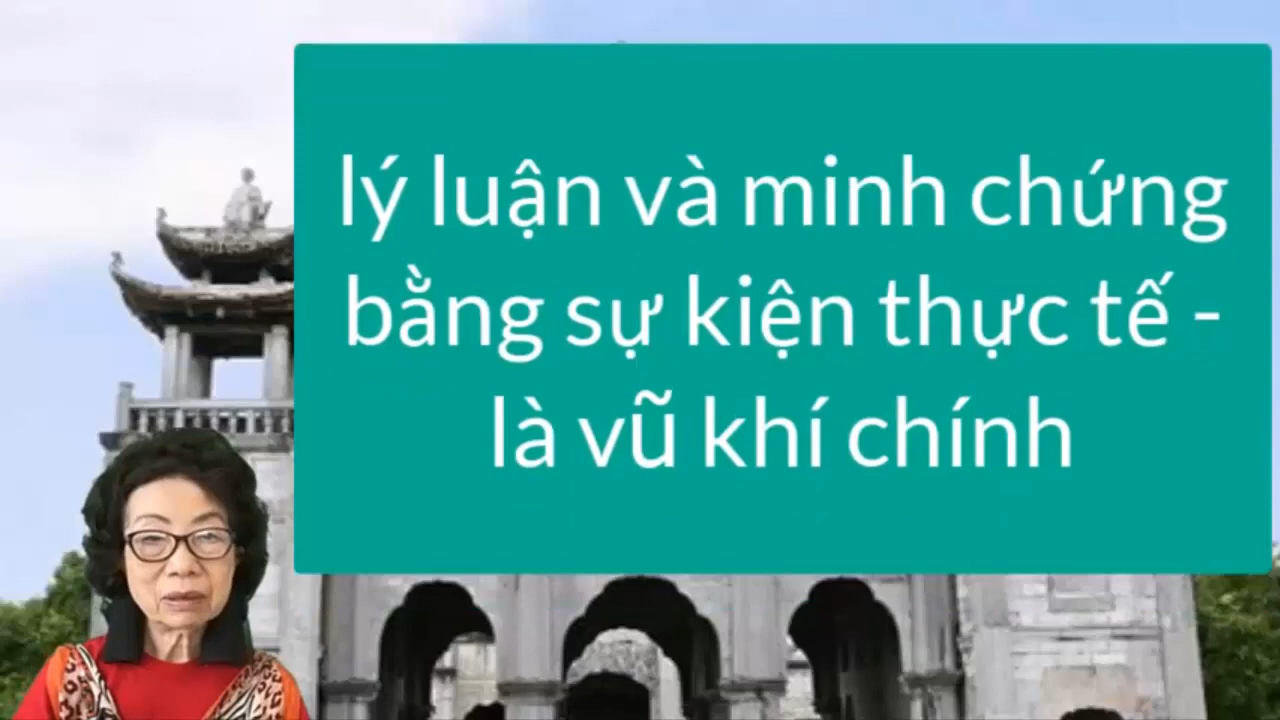 lý luận và minh chứng
bằng sự kiện thực tế -
là vũ khí chính